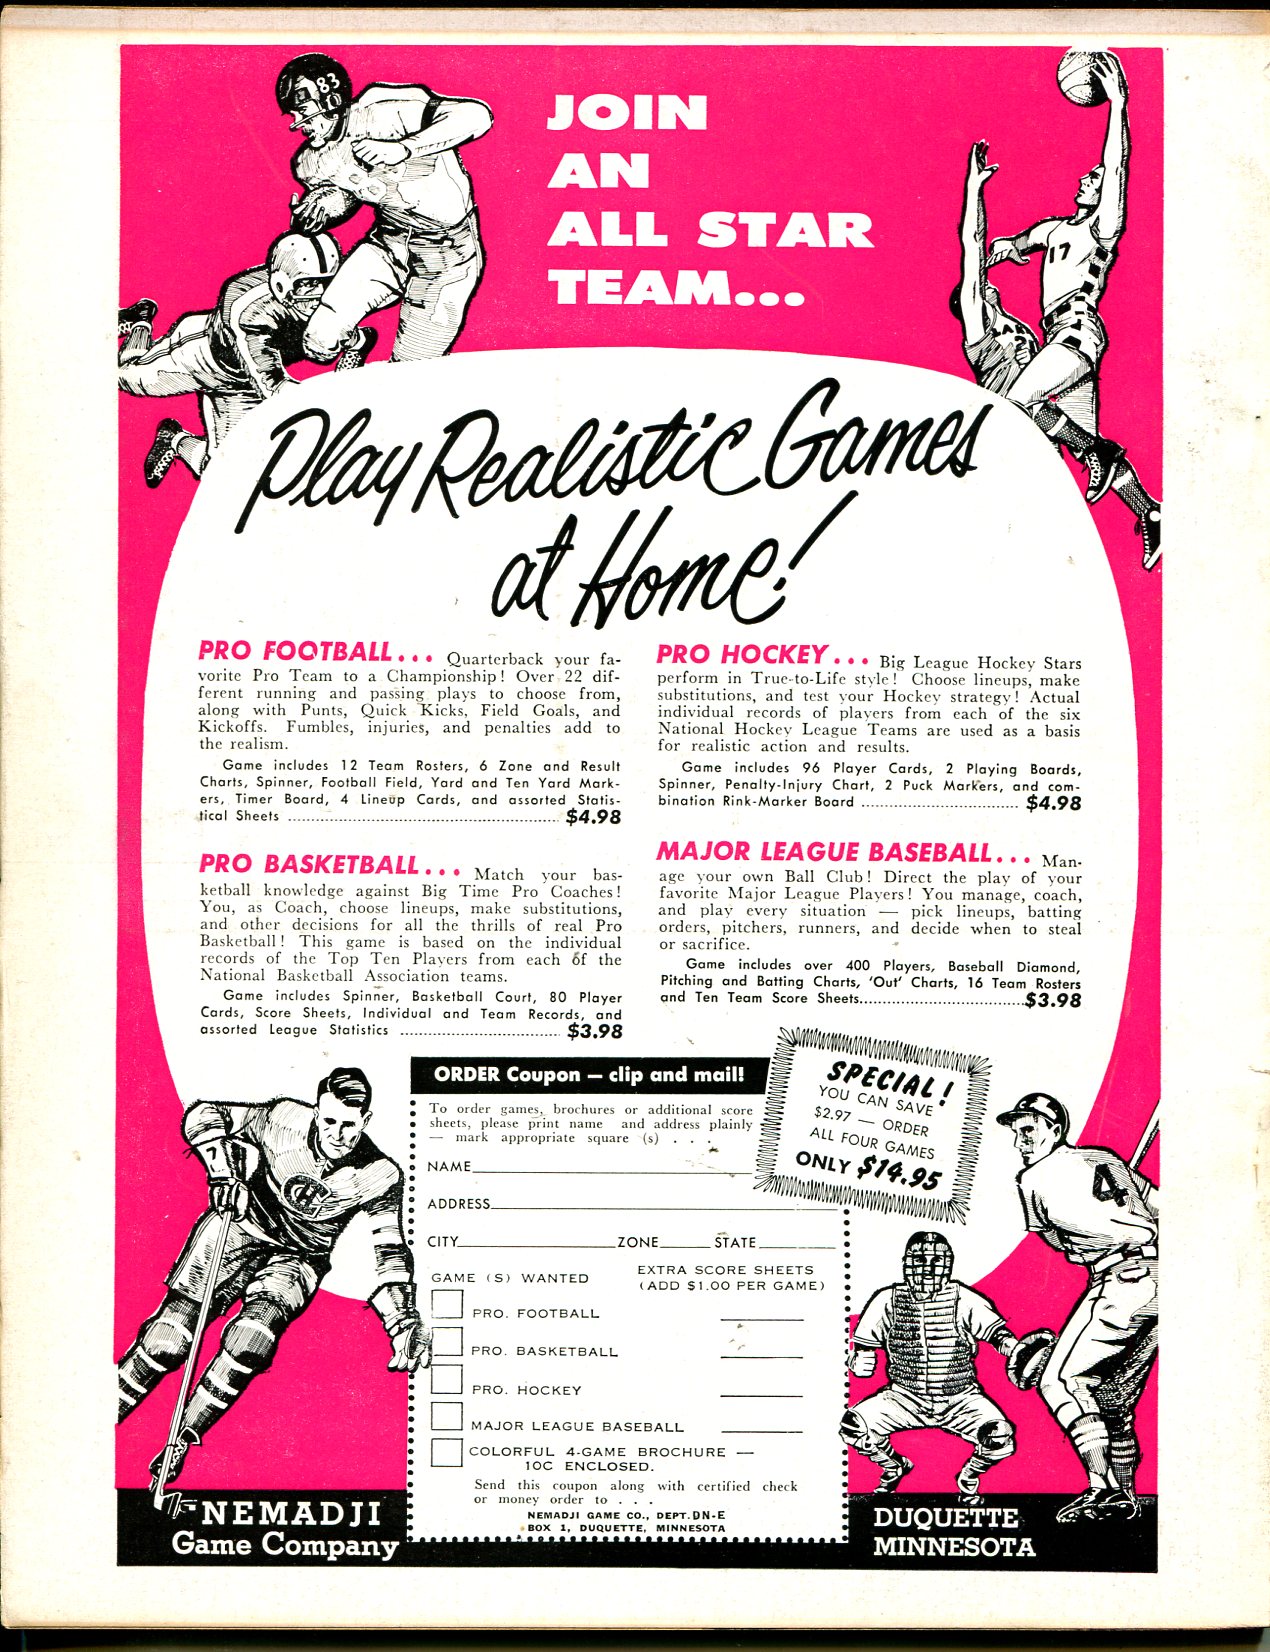 JOIN
AN
ALL STAR
TEAM...
83
17
Play Realistic Games
at Home!
PRO FOOTBALL... Quarterback your fa-
vorite Pro Team to a Championship! Over 22 dif-
ferent running and passing plays to choose from,
along with Punts, Quick Kicks, Field Goals, and
Kickoffs. Fumbles, injuries, and penalties add to
the realism.
Game includes 12 Team Rosters, 6 Zone and Result
Charts, Spinner, Football Field, Yard and Ten Yard Mark-
ers, Timer Board, 4 Lineup Cards, and assorted Statis-
tical Sheets ........................ $4.98
PRO BASKETBALL... Match your bas-
ketball knowledge against Big Time Pro Coaches!
You, as Coach, choose lineups, make substitutions,
and other decisions for all the thrills of real Pro
Basketball! This game is based on the individual
records of the Top Ten Players from each of the
National Basketball Association teams.
Game includes Spinner, Basketball Court, 80 Player
Cards, Score Sheets, Individual and Team Records, and
assorted League Statistics ........................ $3.98
PRO HOCKEY... Big League Hockey Stars
perform in True-to-Life style! Choose lineups, make
substitutions, and test your Hockey strategy! Actual
individual records of players from each of the six
National Hockey League Teams are used as a basis
for realistic action and results.
Game includes 96 Player Cards, 2 Playing Boards,
Spinner, Penalty-Injury Chart, 2 Puck Markers, and com-
bination Rink-Marker Board ........................ $4.98
MAJOR LEAGUE BASEBALL... Man-
age your own Ball Club! Direct the play of your
favorite Major League Players! You manage, coach,
and play every situation — pick lineups, batting
orders, pitchers, runners, and decide when to steal
or sacrifice.
Game includes over 400 Players, Baseball Diamond,
Pitching and Batting Charts, 'Out' Charts, 16 Team Rosters
and Ten Team Score Sheets........................$3.98
ORDER Coupon — clip and mail!
To order games, brochures or additional score
sheets, please print name and address plainly
— mark appropriate square (s) . . .
SPECIAL!
YOU CAN SAVE
$2.97 — ORDER
ALL FOUR GAMES
ONLY $14.95
NAME
ADDRESS
CITY ZONE STATE
GAME (S) WANTED
EXTRA SCORE SHEETS
(ADD $1.00 PER GAME)
PRO. FOOTBALL
PRO. BASKETBALL
PRO. HOCKEY
MAJOR LEAGUE BASEBALL
COLORFUL 4-GAME BROCHURE —
10C ENCLOSED.
Send this coupon along with certified check
or money order to . . .
NEMADJI GAME CO., DEPT. DN-E
BOX 1, DUQUETTE, MINNESOTA
7
4
NEMADJI
Game Company
DUQUETTE
MINNESOTA